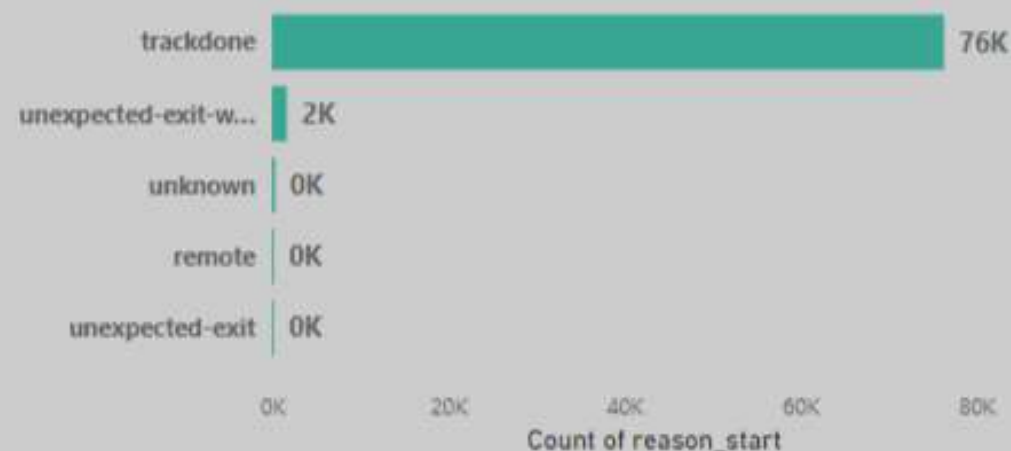 trackdone 76K
unexpected-exit-w... 2K
unknown 0K
remote 0K
unexpected-exit 0K
0K 20K 40K 60K 80K
Count of reason_start